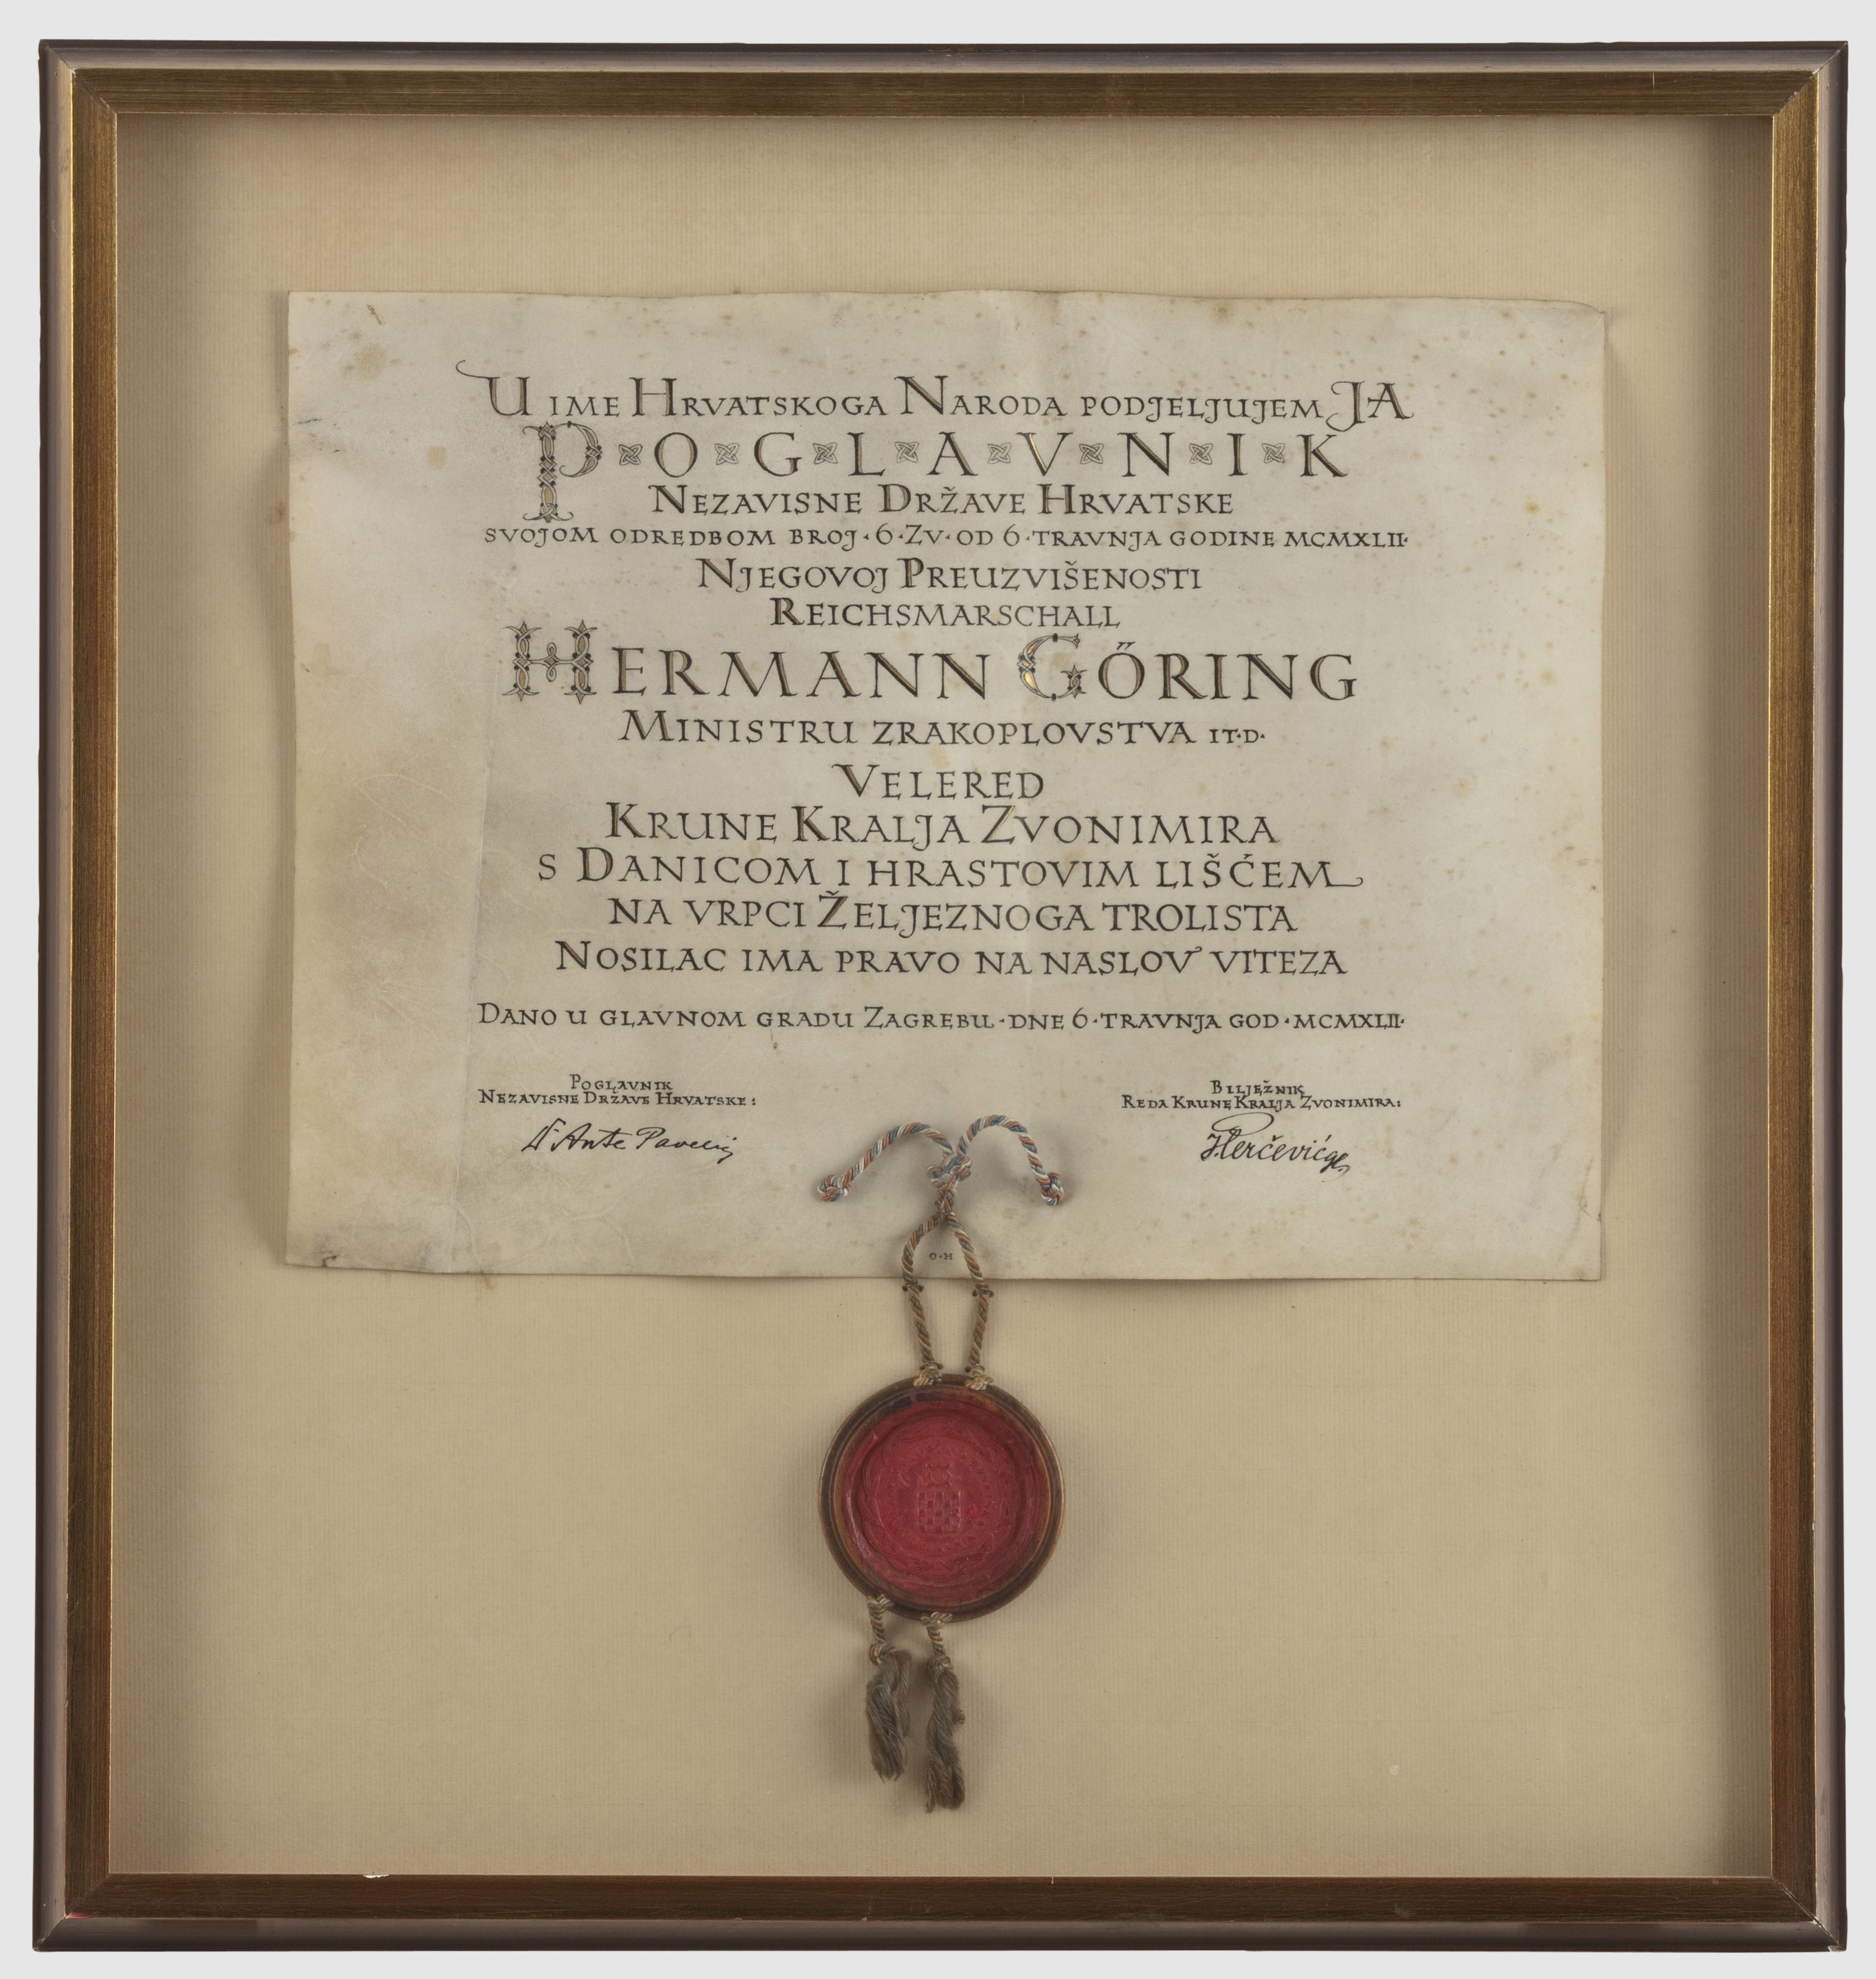 U IME HRVATSKOGA NARODA PODJELJUJEM JA
P·O·G·L·A·V·N·I·K
NEZAVISNE DRŽAVE HRVATSKE
SVOJOM ODREDBOM BROJ·6·ZV·OD 6·TRAVNJA GODINE MCMXLII·
NJEGOVOJ PREUZVIŠENOSTI
REICHSMARSCHALL
HERMANN GŐRING
MINISTRU ZRAKOPLOVSTVA IT·D·
VELERED
KRUNE KRALJA ZVONIMIRA
S DANICOM I HRASTOVIM LIŠĆEM
NA VRPCI ŽELJEZNOGA TROLISTA
NOSILAC IMA PRAVO NA NASLOV VITEZA
DANO U GLAVNOM GRADU ZAGREBU·DNE 6·TRAVNJA GOD·MCMXLII·
POGLAVNIK
NEZAVISNE DRŽAVE HRVATSKE:
Dr Ante Pavelić
BILJEŽNIK
REDA KRUNE KRALJA ZVONIMIRA:
Herčević
O·H